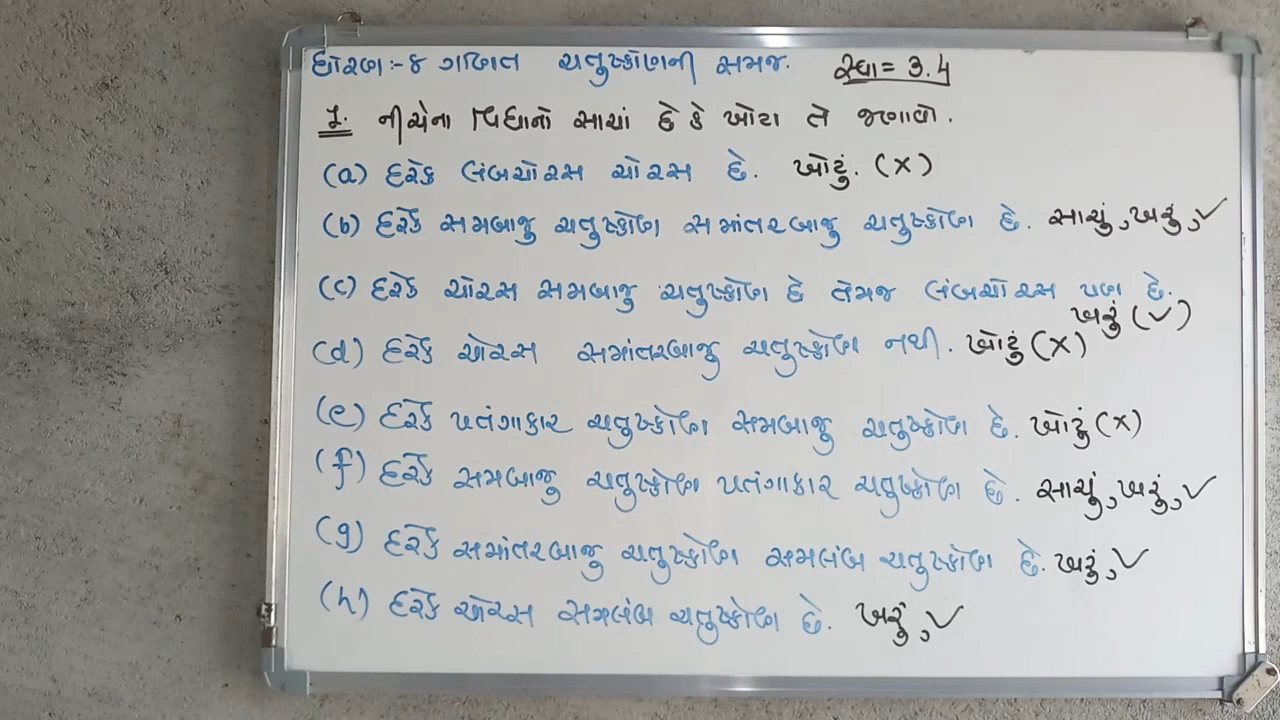 ધોરણ :- ૪ ગણિત ચતુષ્કોણની સમજ. સ્વા = 3.4
1. નીચેના વિધાનો સાચાં છે કે ખોટા તે જણાવો.
(a) દરેક લંબચોરસ ચોરસ છે. ખોટું. (X)
(b) દરેક સમબાજુ ચતુષ્કોણ સમાંતરબાજુ ચતુષ્કોણ છે. સાચું, ખરું, ✓
(c) દરેક ચોરસ સમબાજુ ચતુષ્કોણ છે તેમજ લંબચોરસ પણ છે.
ખરું (✓)
(d) દરેક ચોરસ સમાંતરબાજુ ચતુષ્કોણ નથી. ખોટું (X)
(e) દરેક પતંગાકાર ચતુષ્કોણ સમબાજુ ચતુષ્કોણ છે. ખોટું (X)
(f) દરેક સમબાજુ ચતુષ્કોણ પતંગાકાર ચતુષ્કોણ છે. સાચું, ખરું, ✓
(g) દરેક સમાંતરબાજુ ચતુષ્કોણ સમલંબ ચતુષ્કોણ છે. ખરું, ✓
(h) દરેક ચોરસ સમલંબ ચતુષ્કોણ છે. ખરું, ✓